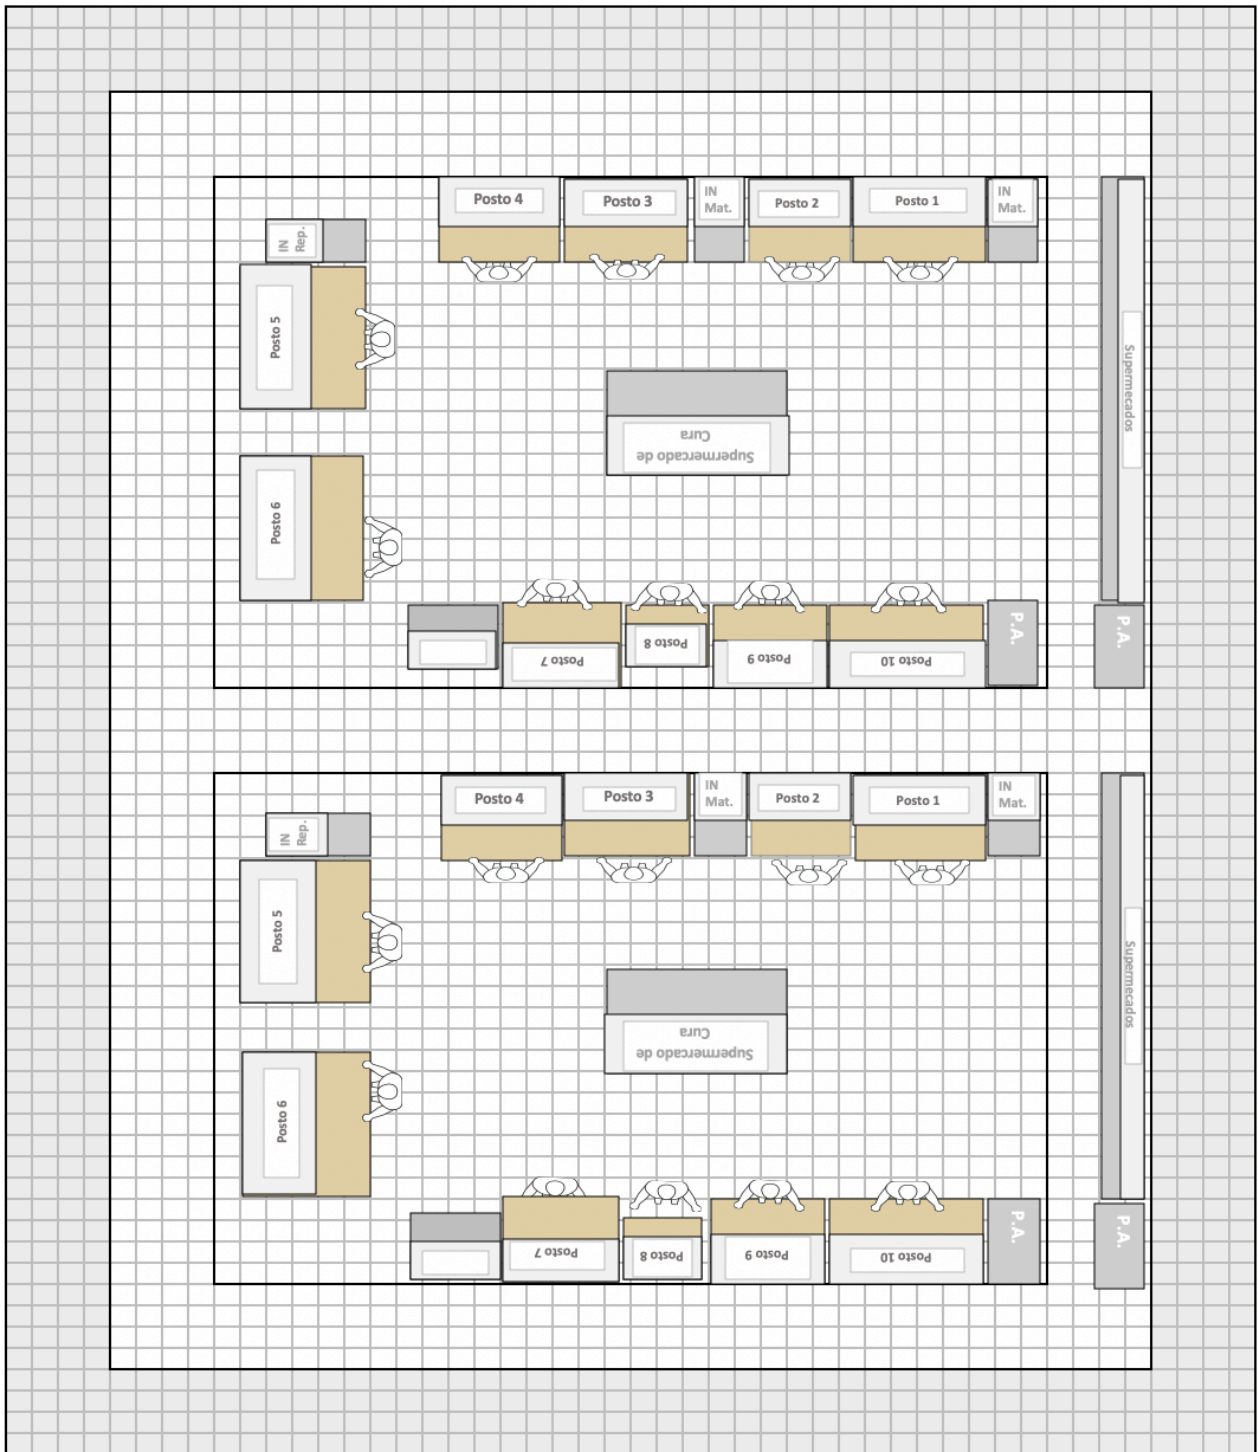 Posto 4
Posto 3
IN
Mat.
Posto 2
Posto 1
IN
Mat.
IN
Rep.
Posto 5
Supermecados
Supermercado de
Cura
Posto 6
Posto 7
Posto 8
Posto 9
Posto 10
P.A.
P.A.
Posto 4
Posto 3
IN
Mat.
Posto 2
Posto 1
IN
Mat.
IN
Rep.
Posto 5
Supermecados
Supermercado de
Cura
Posto 6
Posto 7
Posto 8
Posto 9
Posto 10
P.A.
P.A.